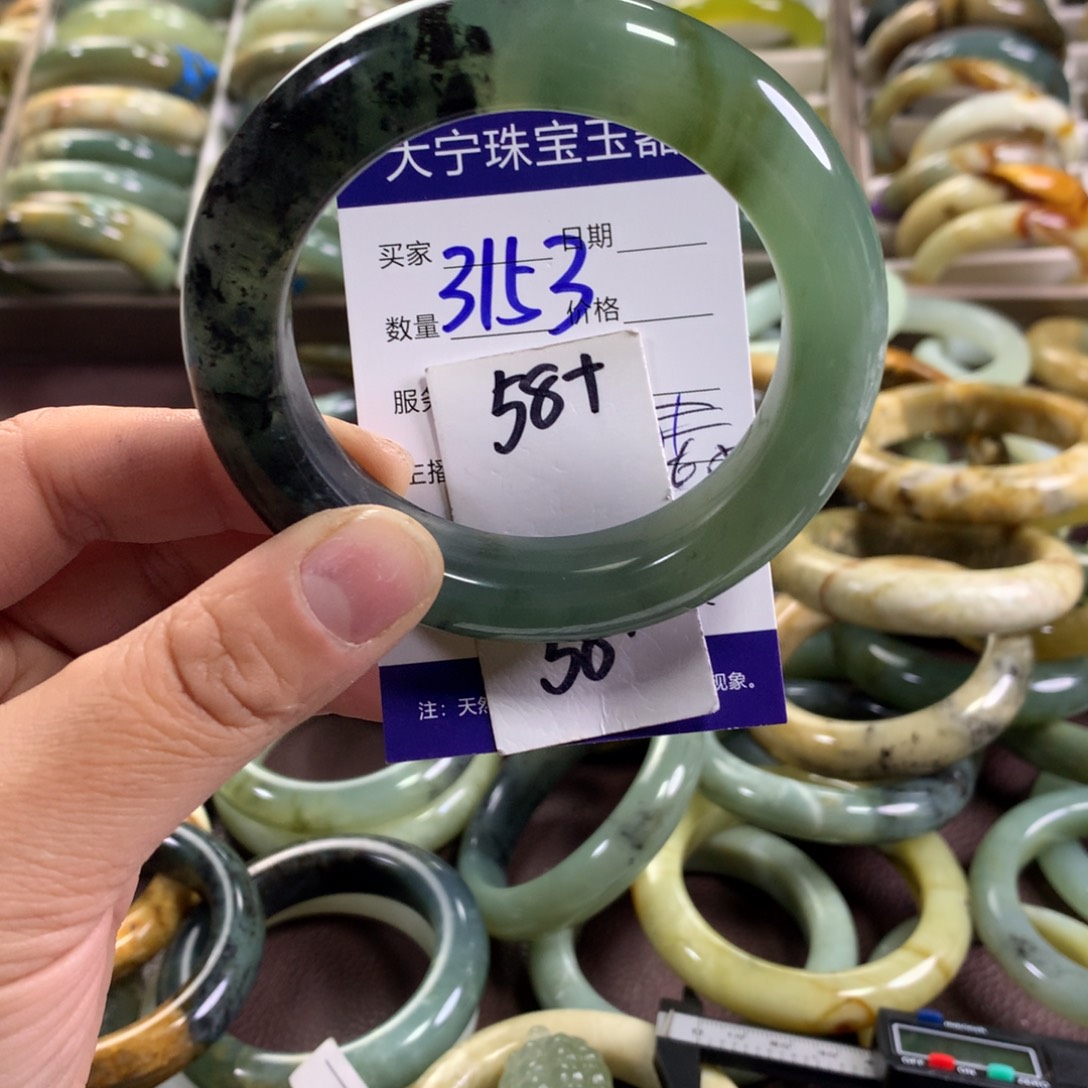 大宁珠宝玉器
买家 日期
3153
数量 价格
58+
服务
主播
58+
注：天然 现象。